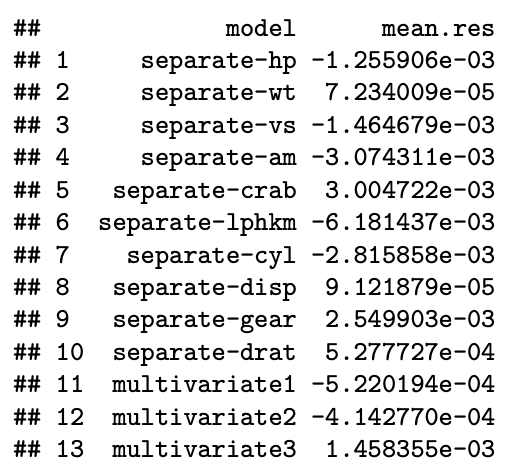 ##              model      mean.res
## 1      separate-hp -1.255906e-03
## 2      separate-wt  7.234009e-05
## 3      separate-vs -1.464679e-03
## 4      separate-am -3.074311e-03
## 5    separate-crab  3.004722e-03
## 6   separate-lphkm -6.181437e-03
## 7     separate-cyl -2.815858e-03
## 8    separate-disp  9.121879e-05
## 9    separate-gear  2.549903e-03
## 10   separate-drat  5.277727e-04
## 11   multivariate1 -5.220194e-04
## 12   multivariate2 -4.142770e-04
## 13   multivariate3  1.458355e-03